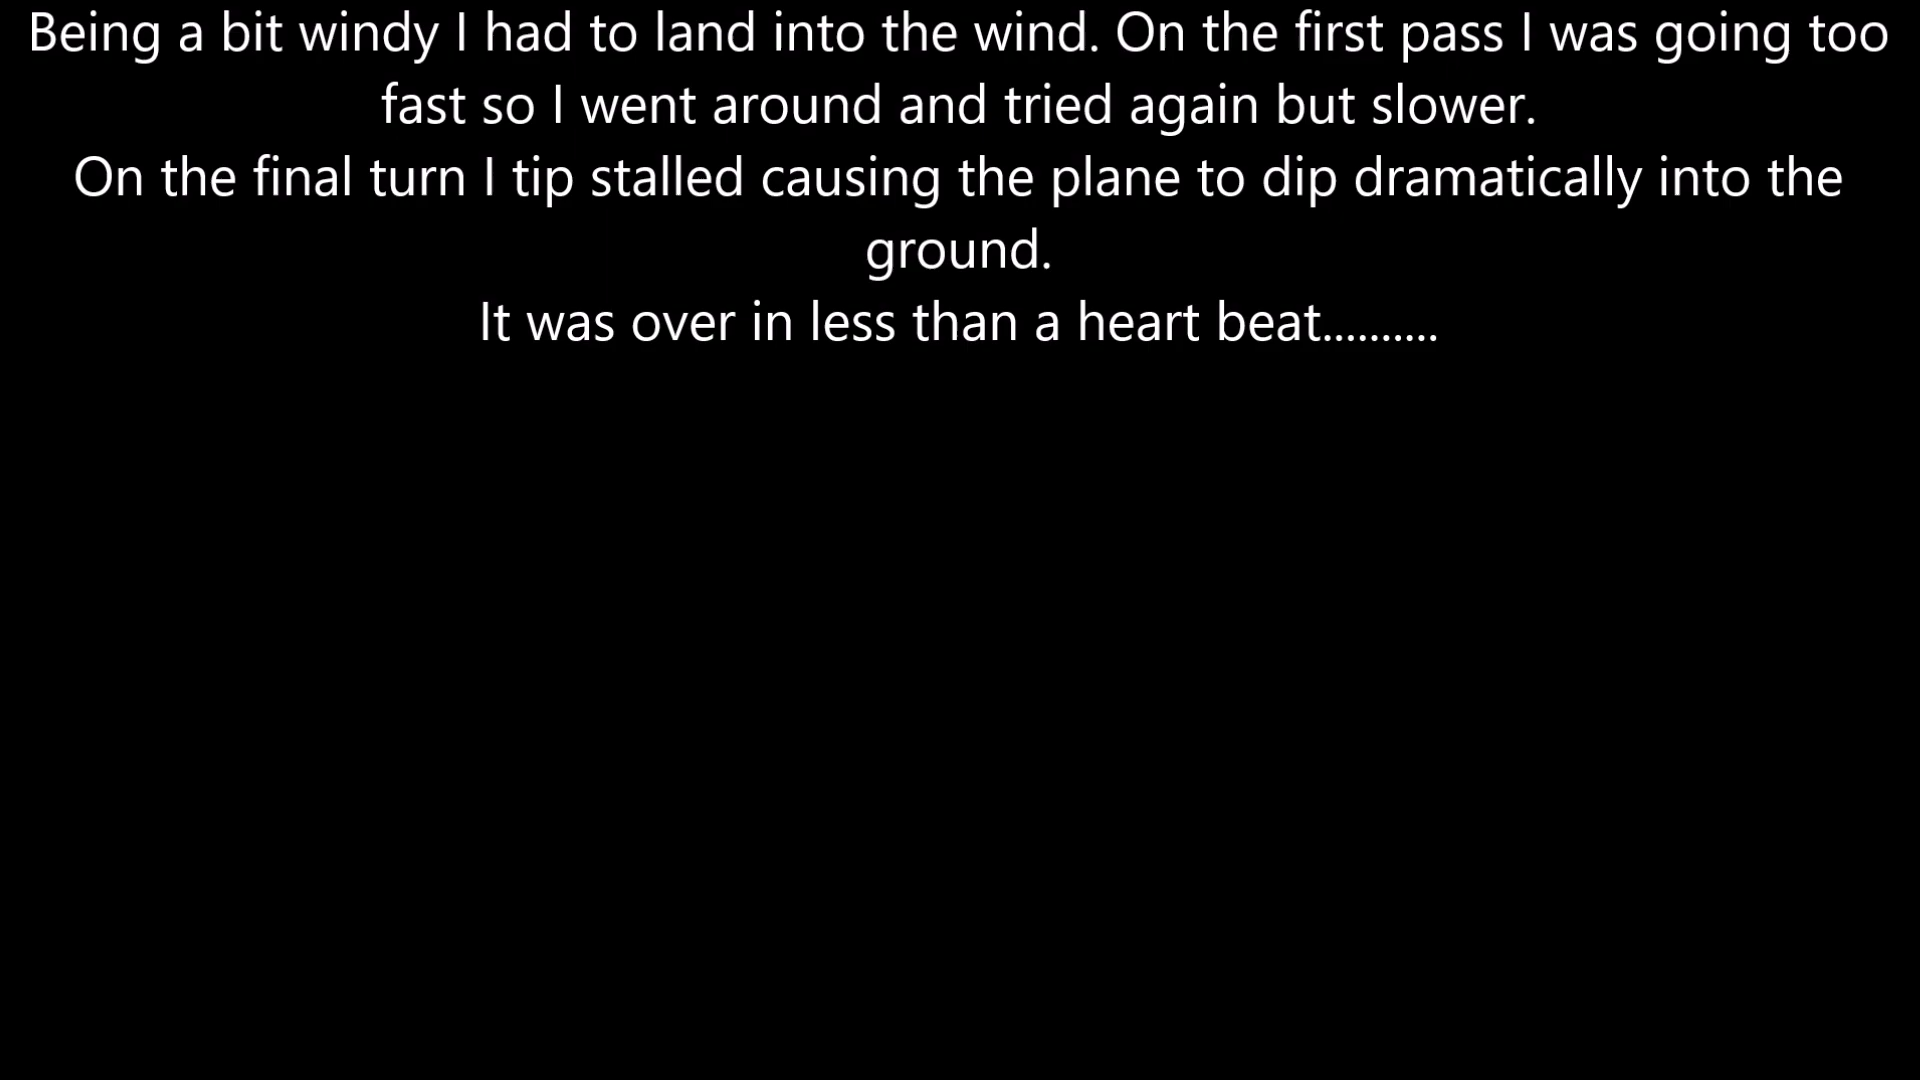 Being a bit windy I had to land into the wind. On the first pass I was going too
fast so I went around and tried again but slower.
On the final turn I tip stalled causing the plane to dip dramatically into the
ground.
It was over in less than a heart beat..........